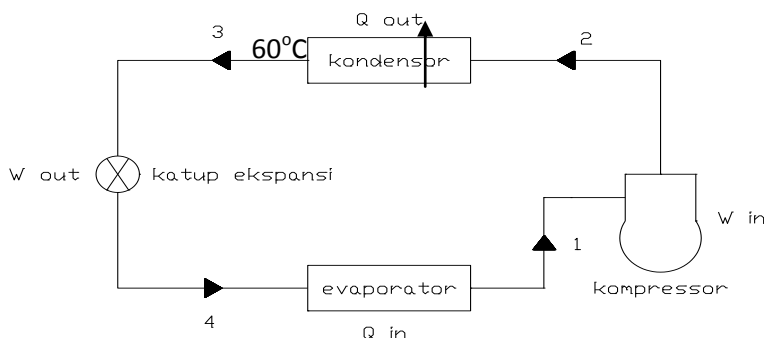 Q out
3
2
60°C
kondensor
W out
katup ekspansi
W in
1
evaporator
kompressor
4
Q in